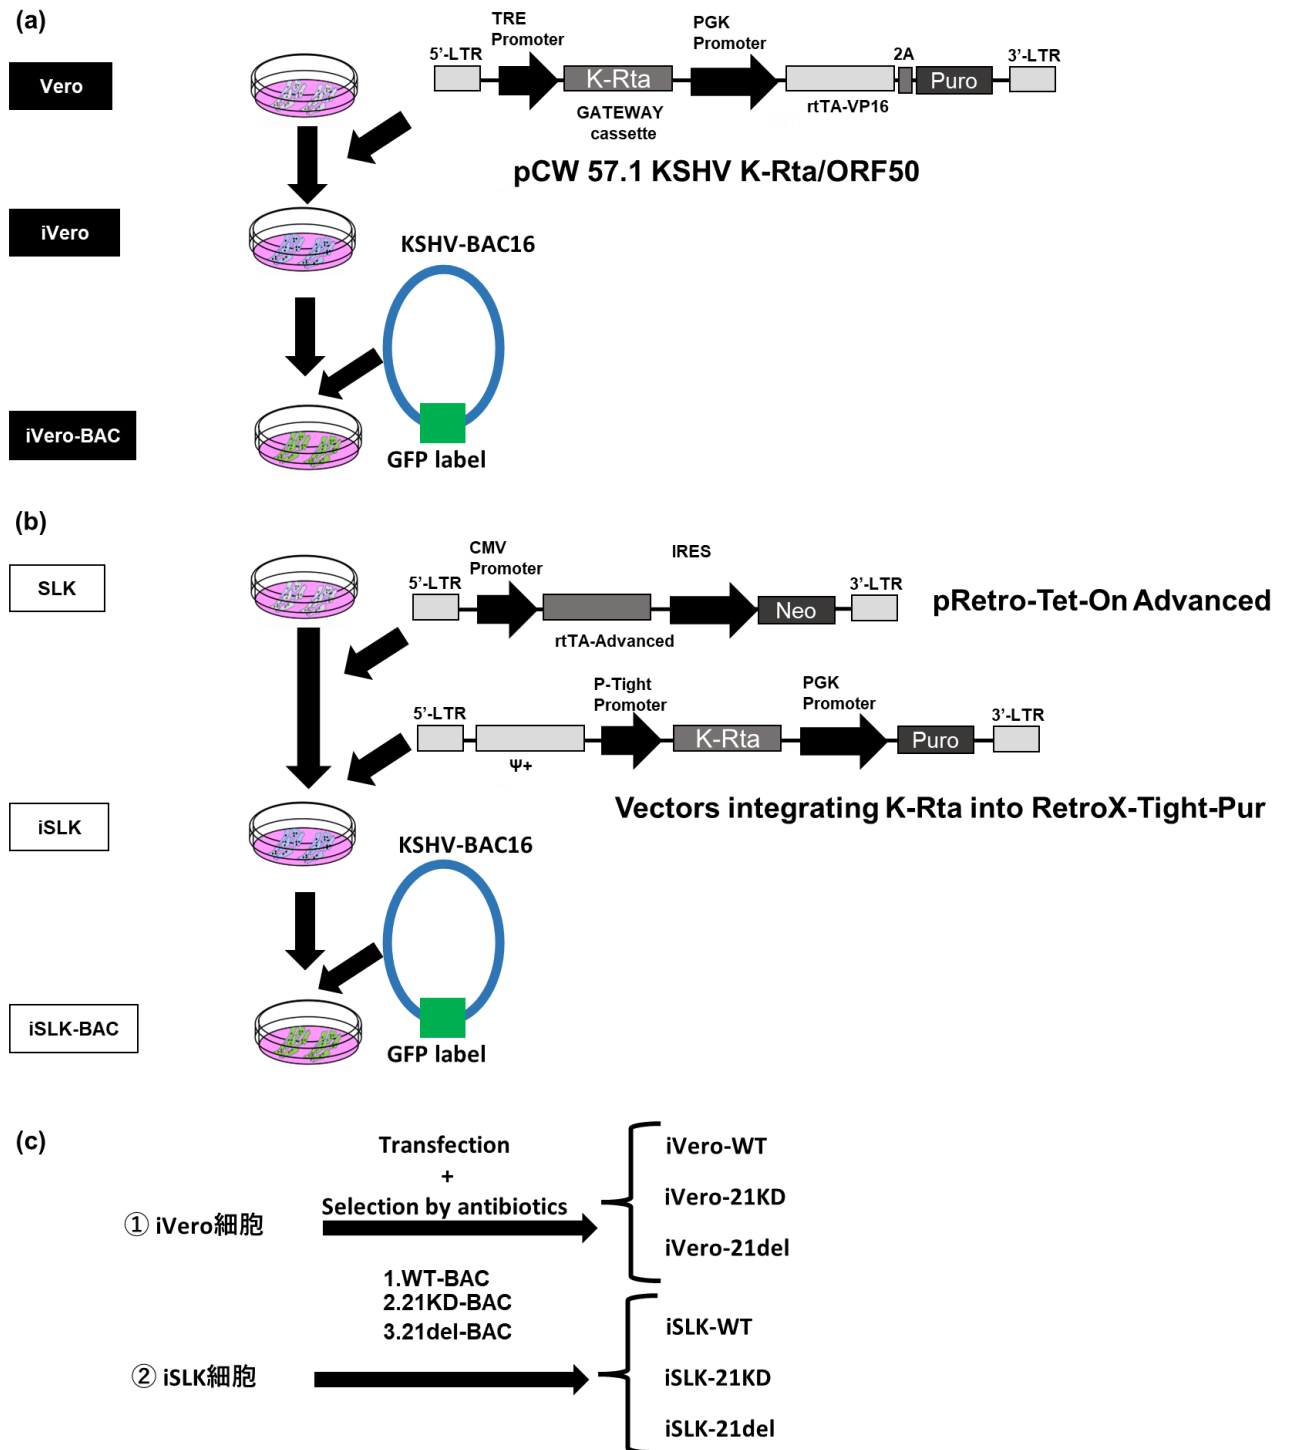 (a)
TRE
Promoter
PGK
Promoter
5'-LTR
2A
3'-LTR
Vero
K-Rta
Puro
GATEWAY
cassette
rtTA-VP16
pCW 57.1 KSHV K-Rta/ORF50
iVero
KSHV-BAC16
iVero-BAC
GFP label
(b)
CMV
Promoter
IRES
5'-LTR
3'-LTR
SLK
Neo
pRetro-Tet-On Advanced
rtTA-Advanced
P-Tight
Promoter
PGK
Promoter
5'-LTR
3'-LTR
K-Rta
Puro
Ψ+
Vectors integrating K-Rta into RetroX-Tight-Pur
iSLK
KSHV-BAC16
iSLK-BAC
GFP label
(c)
Transfection
+
Selection by antibiotics
① iVero細胞
iVero-WT
iVero-21KD
iVero-21del
1.WT-BAC
2.21KD-BAC
3.21del-BAC
② iSLK細胞
iSLK-WT
iSLK-21KD
iSLK-21del